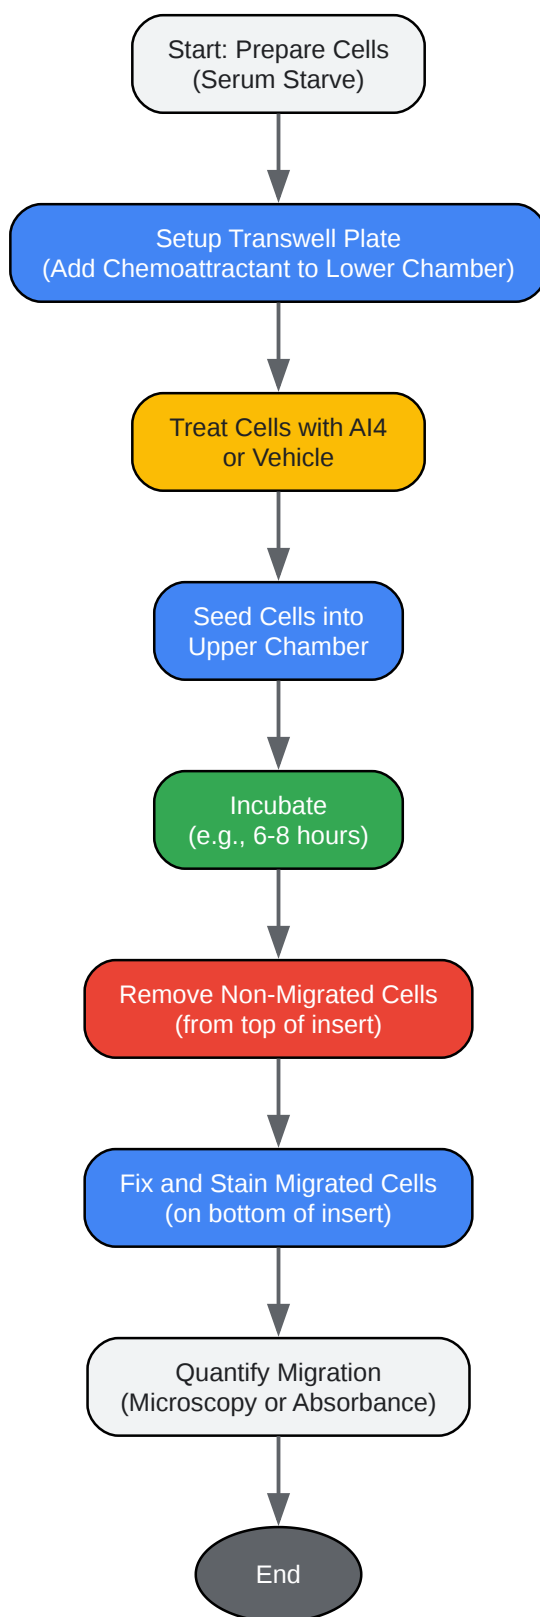 Start: Prepare Cells
(Serum Starve)
Setup Transwell Plate
(Add Chemoattractant to Lower Chamber)
Treat Cells with AI4
or Vehicle
Seed Cells into
Upper Chamber
Incubate
(e.g., 6-8 hours)
Remove Non-Migrated Cells
(from top of insert)
Fix and Stain Migrated Cells
(on bottom of insert)
Quantify Migration
(Microscopy or Absorbance)
End